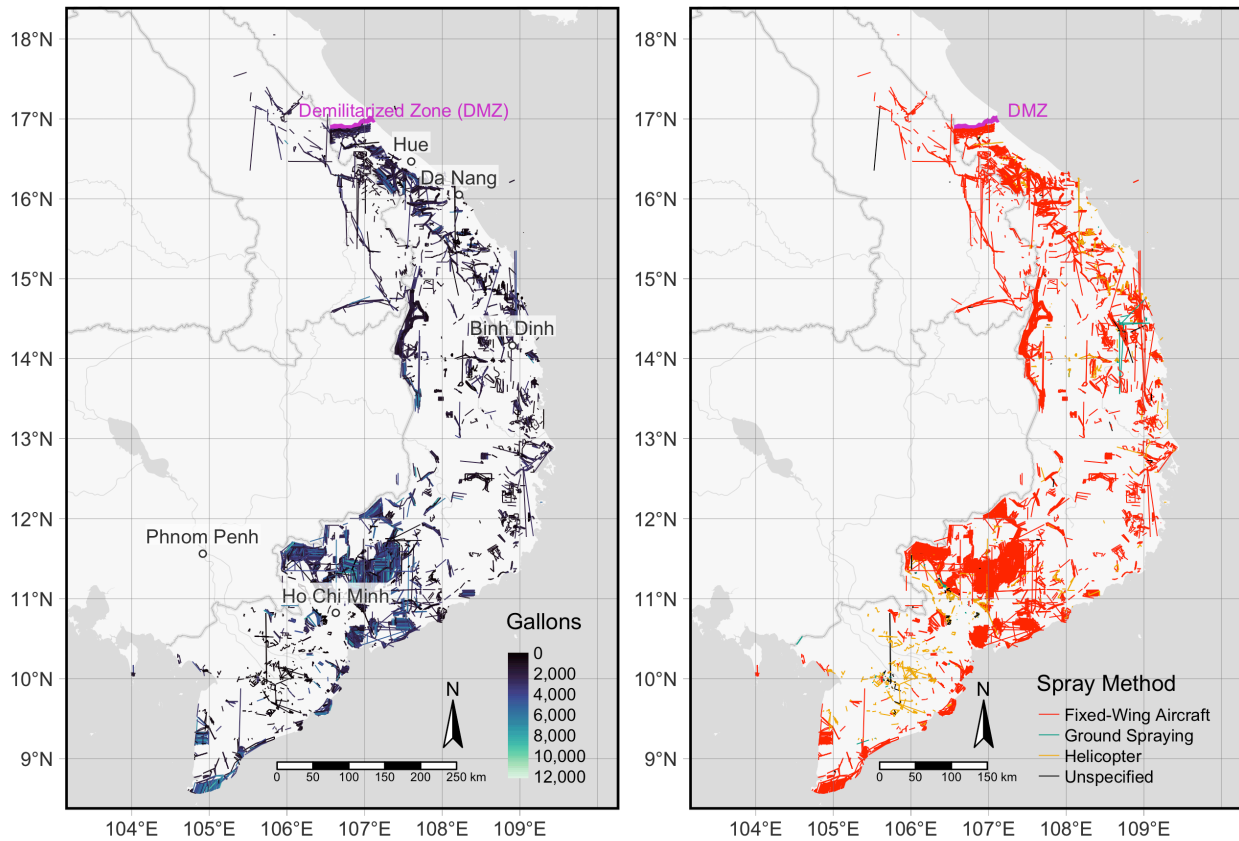 18°N
17°N
16°N
15°N
14°N
13°N
12°N
11°N
10°N
9°N
Demilitarized Zone (DMZ)
Hue
Da Nang
Binh Dinh
Phnom Penh
Ho Chi Minh
Gallons
0
2,000
4,000
6,000
8,000
10,000
12,000
N
0 50 100 150 200 250 km
104°E 105°E 106°E 107°E 108°E 109°E
18°N
17°N
16°N
15°N
14°N
13°N
12°N
11°N
10°N
9°N
DMZ
N
Spray Method
Fixed-Wing Aircraft
Ground Spraying
Helicopter
Unspecified
0 50 100 150 km
104°E 105°E 106°E 107°E 108°E 109°E